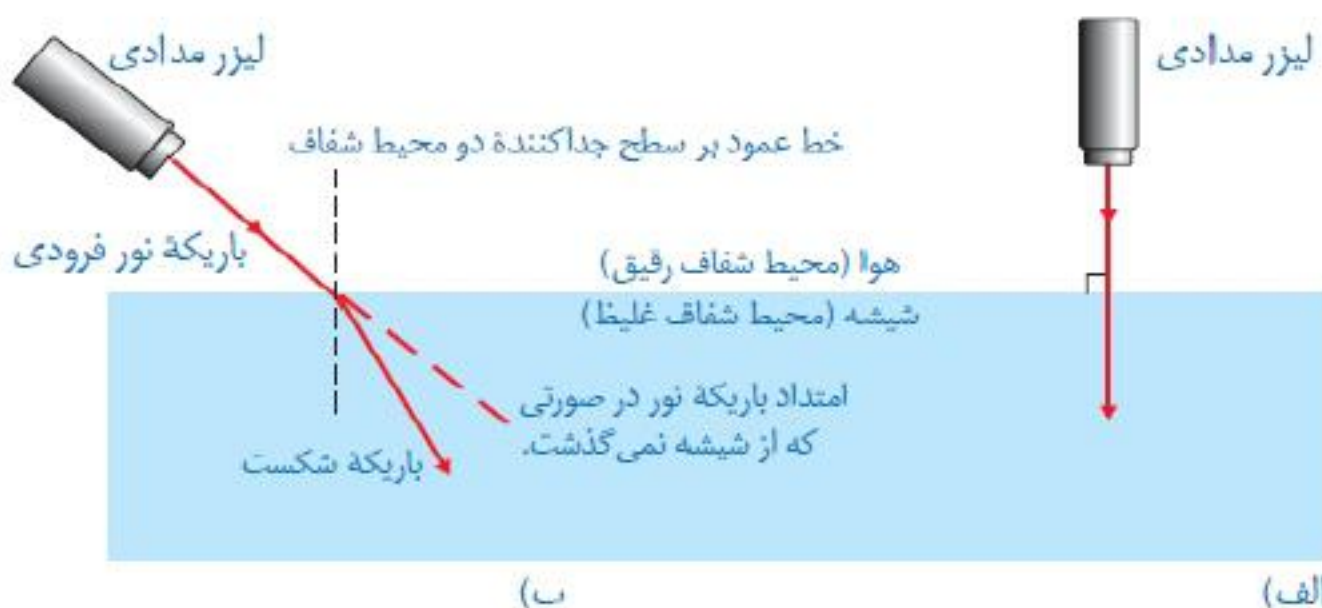 لیزر مدادی
لیزر مدادی
خط عمود بر سطح جداکنندهٔ دو محیط شفاف
باریکهٔ نور فرودی
هوا (محیط شفاف رقیق)
شیشه (محیط شفاف غلیظ)
امتداد باریکهٔ نور در صورتی
که از شیشه نمی‌گذشت.
باریکهٔ شکست
الف)
ب)